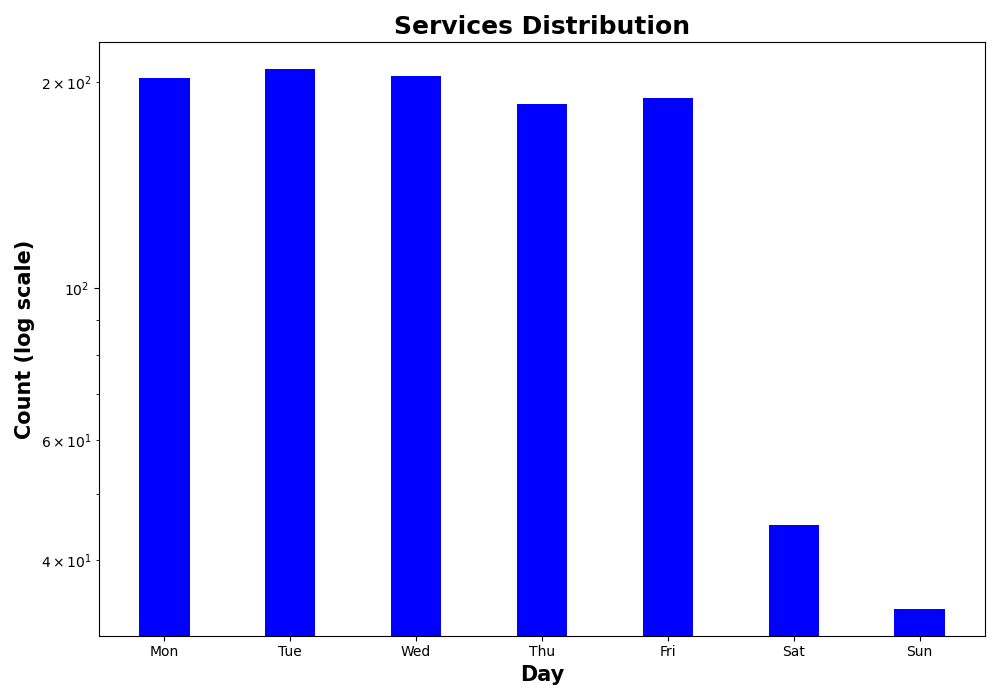 Services Distribution
Count (log scale)
2 × 10²
10²
6 × 10¹
4 × 10¹
Mon Tue Wed Thu Fri Sat Sun
Day